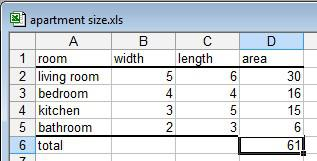 apartment size.xls
A B C D
1 room width length area
2 living room 5 6 30
3 bedroom 4 4 16
4 kitchen 3 5 15
5 bathroom 2 3 6
6 total 61